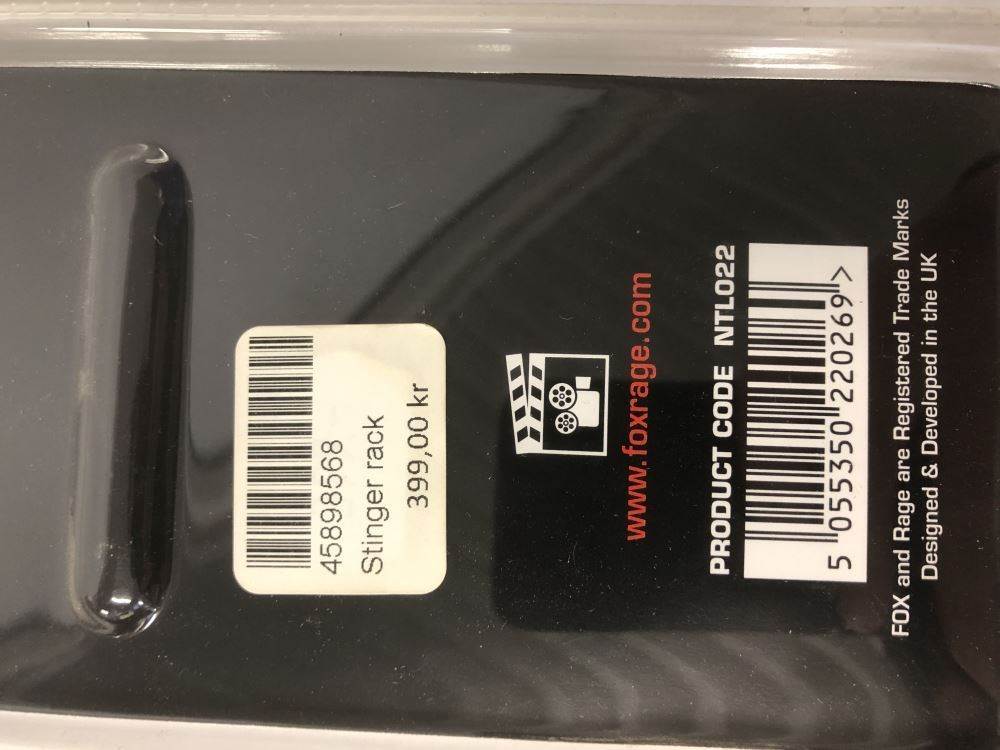 45898568
Stinger rack
399,00 kr
www.foxrage.com
PRODUCT CODE NTL022
5 055350 220269 >
FOX and Rage are Registered Trade Marks
Designed & Developed in the UK